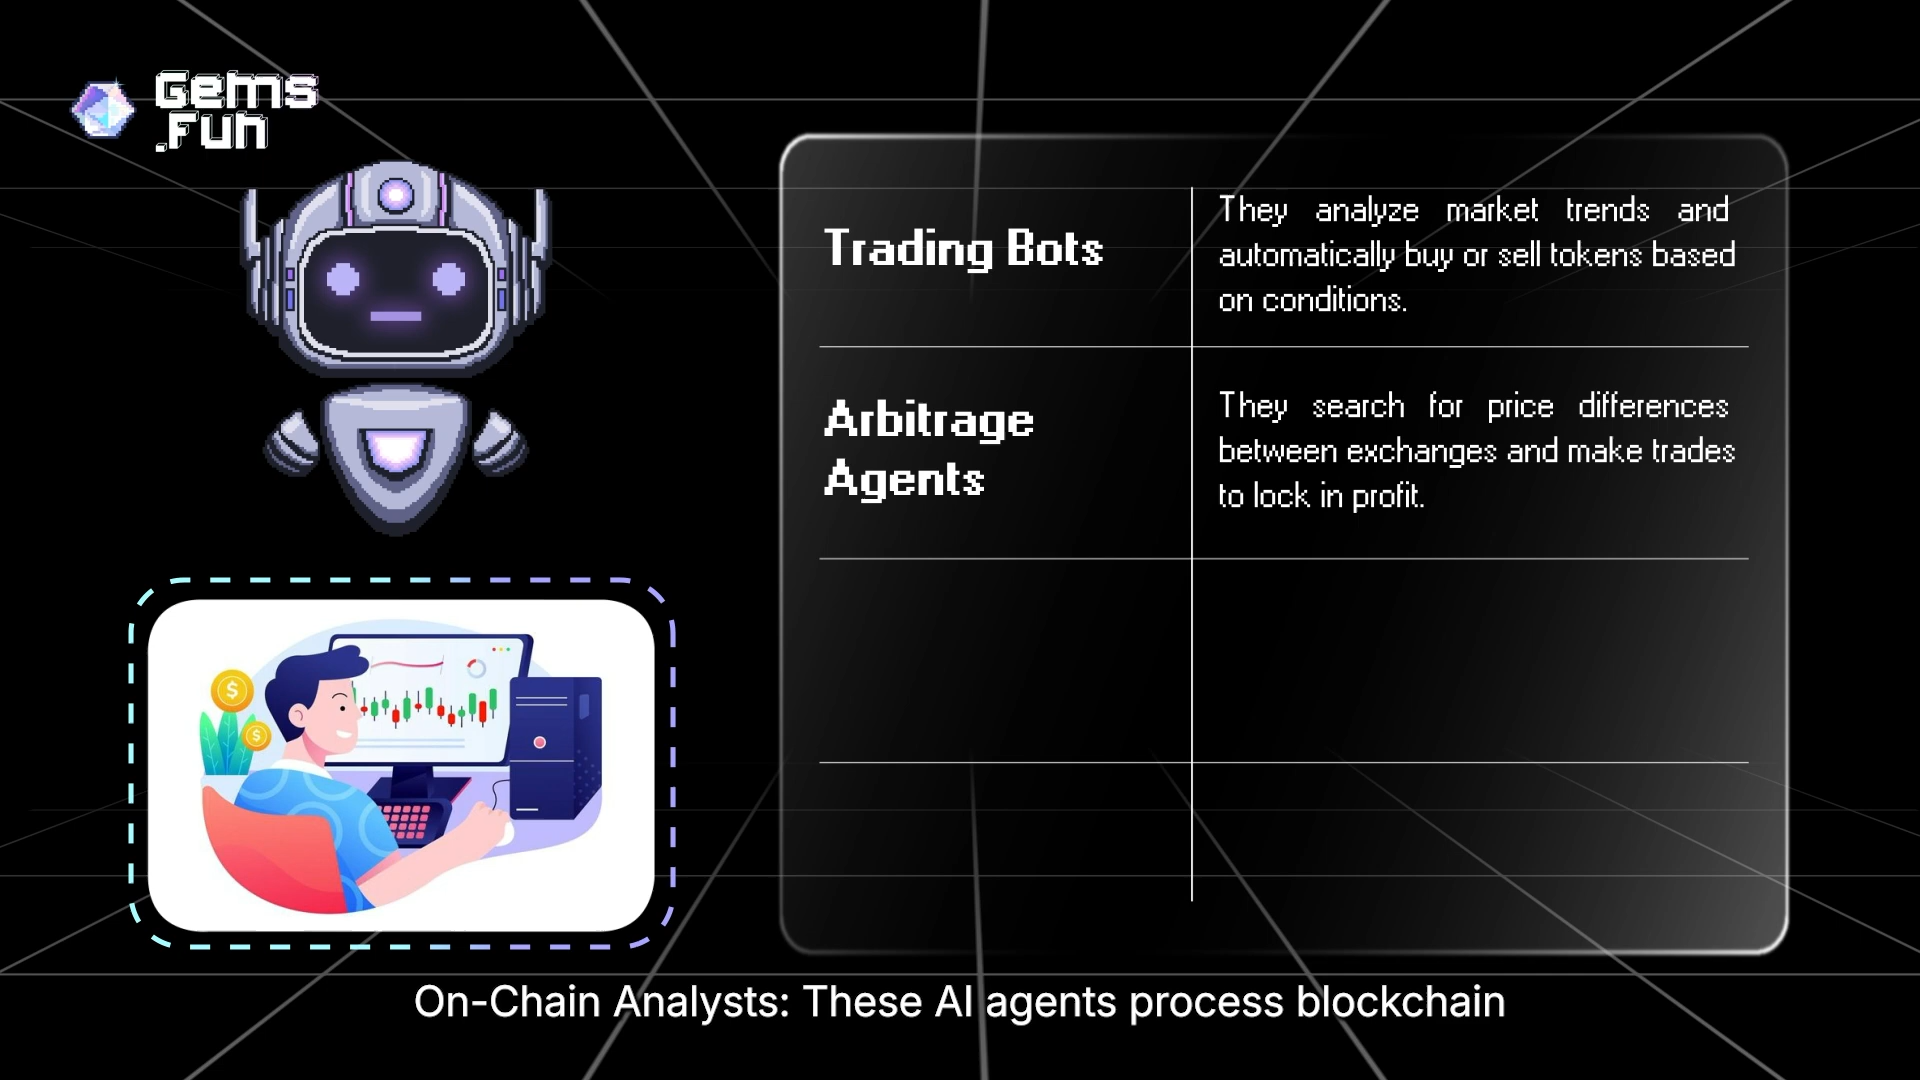 Gems
.Fun
Trading Bots
They analyze market trends and
automatically buy or sell tokens based
on conditions.
Arbitrage
Agents
They search for price differences
between exchanges and make trades
to lock in profit.
$
$
On-Chain Analysts: These AI agents process blockchain